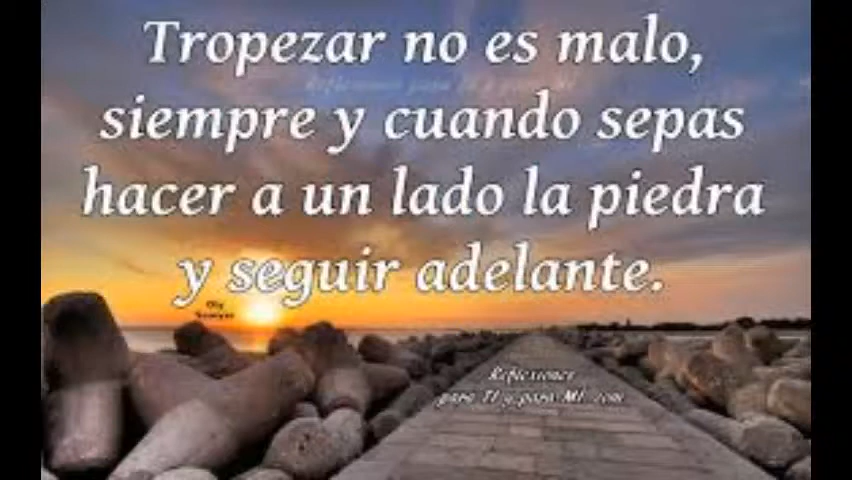 Tropezar no es malo,
siempre y cuando sepas
hacer a un lado la piedra
y seguir adelante.
Reflexiones
para TI y para MI. com